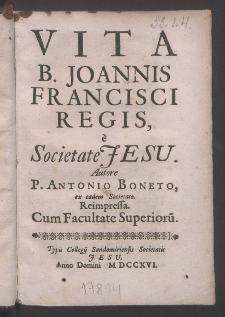 VITA
B. JOANNIS
FRANCISCI
REGIS,
è
Societate JESU.
Autore
P. ANTONIO BONETO,
ex eadem Societate.
Reimpressa.
Cum Facultate Superiorũ.
Typis Collegij Sandomiriensis Societatis
JESU.
Anno Domini MDCCXVI.